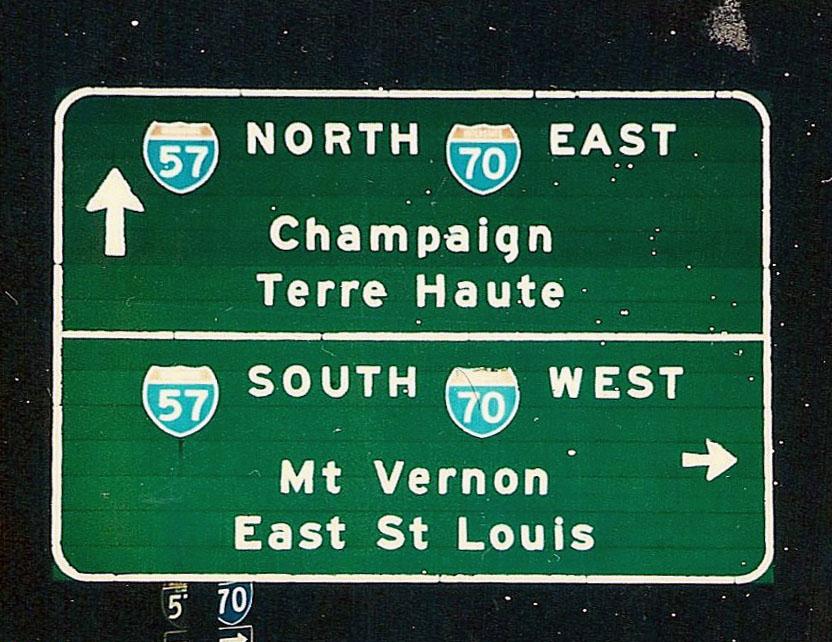 57 NORTH 70 EAST
Champaign
Terre Haute
57 SOUTH 70 WEST
Mt Vernon
East St Louis
70